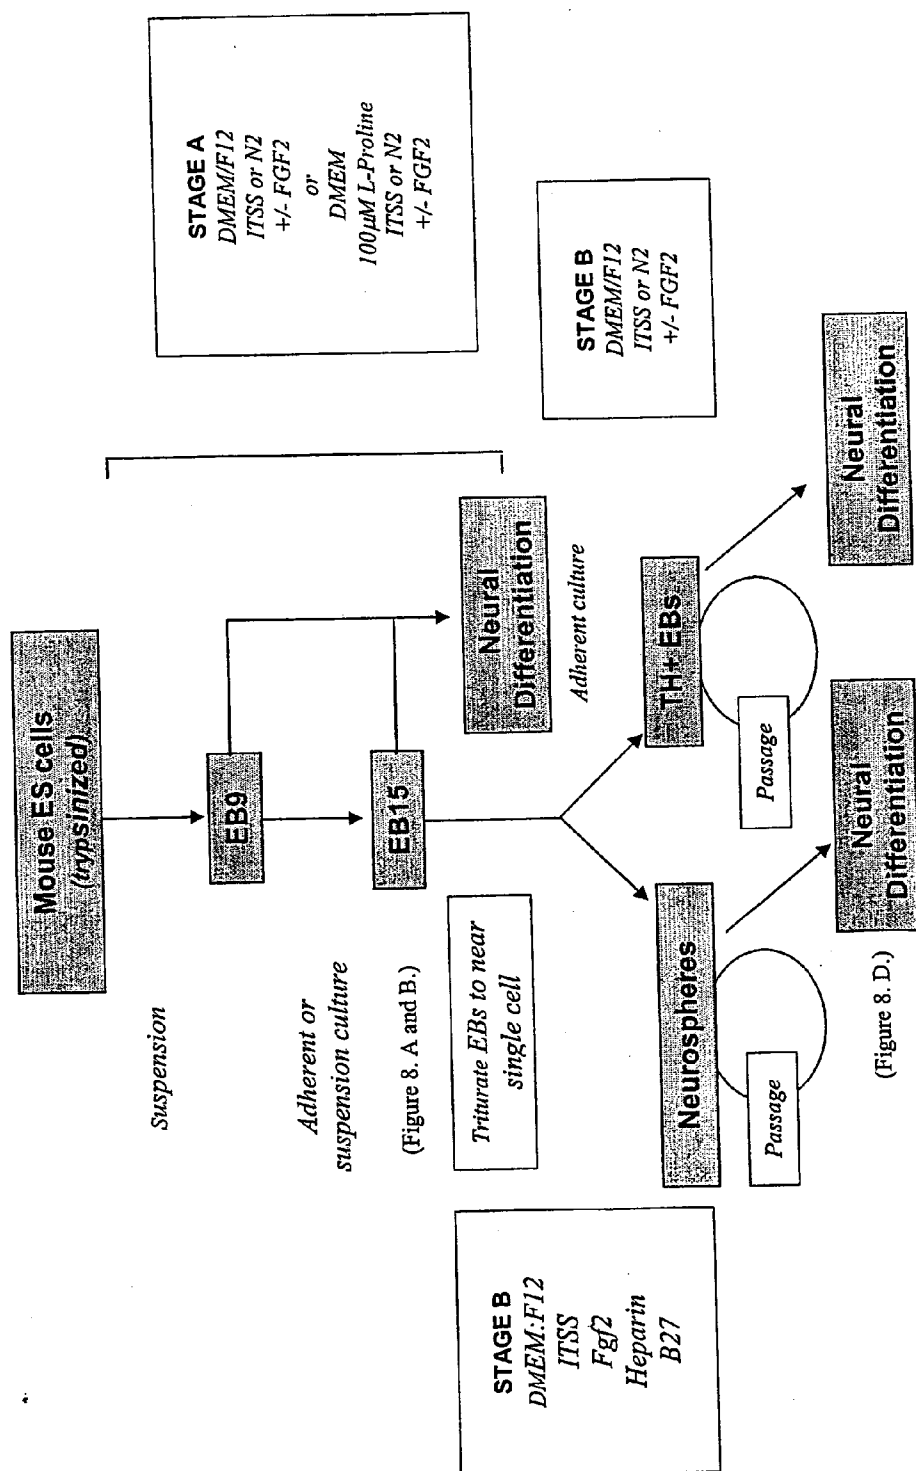 Mouse ES cells
(trypsinized)
Suspension
EB9
STAGE A
DMEM/F12
ITSS or N2
+/- FGF2
or
DMEM
100µM L-Proline
ITSS or N2
+/- FGF2
Adherent or
suspension culture
EB15
(Figure 8. A and B.)
Triturate EBs to near
single cell
Neural
Differentiation
Adherent culture
STAGE B
DMEM:F12
ITSS
Fgf2
Heparin
B27
STAGE B
DMEM/F12
ITSS or N2
+/- FGF2
Neurospheres
TH+ EBs
Passage
Passage
Neural
Differentiation
Neural
Differentiation
(Figure 8. D.)